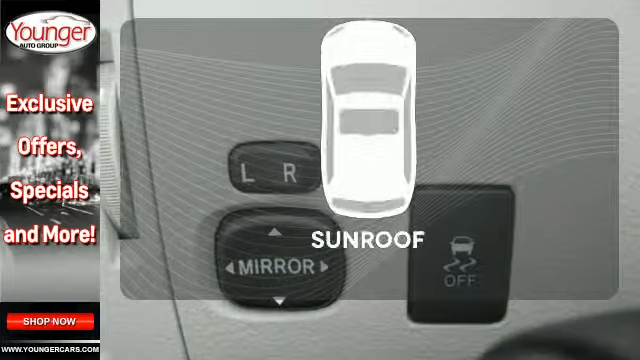 Younger
AUTO GROUP
Exclusive
Offers,
Specials
and More!
SHOP NOW
WWW.YOUNGERCARS.COM
SUNROOF
L R
MIRROR
OFF